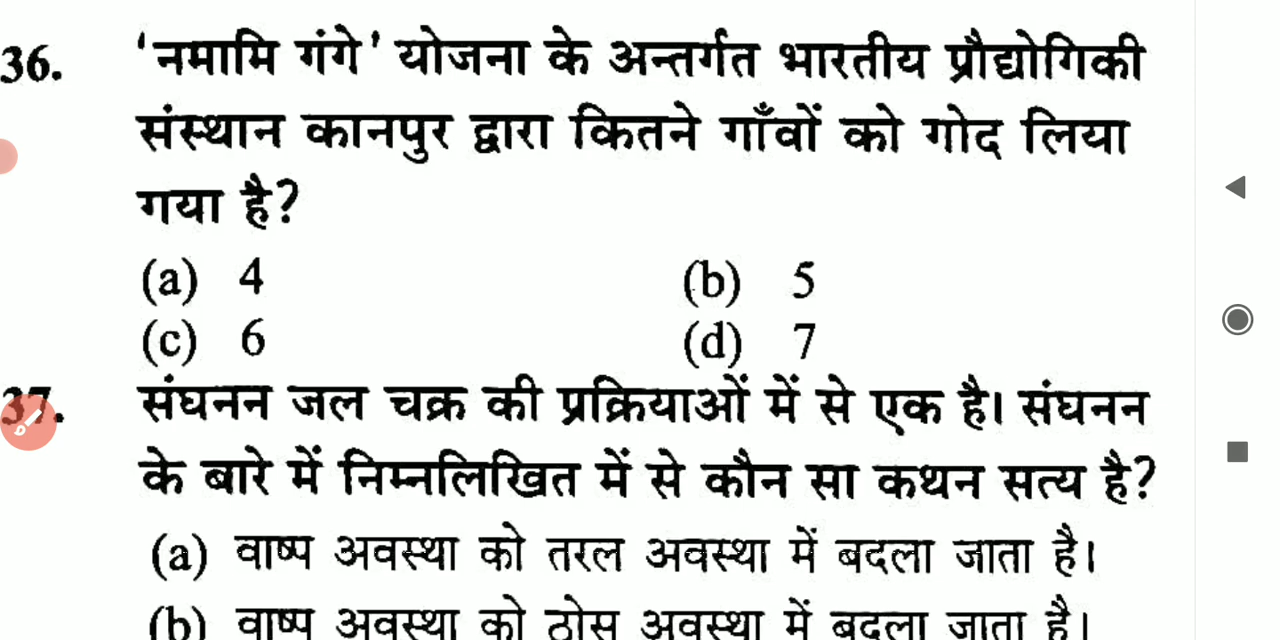 36. 'नमामि गंगे' योजना के अन्तर्गत भारतीय प्रौद्योगिकी
संस्थान कानपुर द्वारा कितने गाँवों को गोद लिया
गया है?
(a) 4 (b) 5
(c) 6 (d) 7
37. संघनन जल चक्र की प्रक्रियाओं में से एक है। संघनन
के बारे में निम्नलिखित में से कौन सा कथन सत्य है?
(a) वाष्प अवस्था को तरल अवस्था में बदला जाता है।
(b) वाष्प अवस्था को ठोस अवस्था में बदला जाता है।